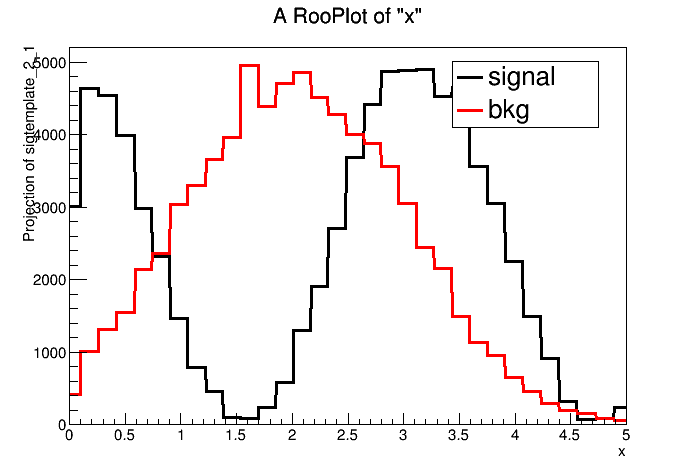 A RooPlot of "x"
Projection of sigtemplate_2_1
5000
4000
3000
2000
1000
0
signal
bkg
0 0.5 1 1.5 2 2.5 3 3.5 4 4.5 5
x